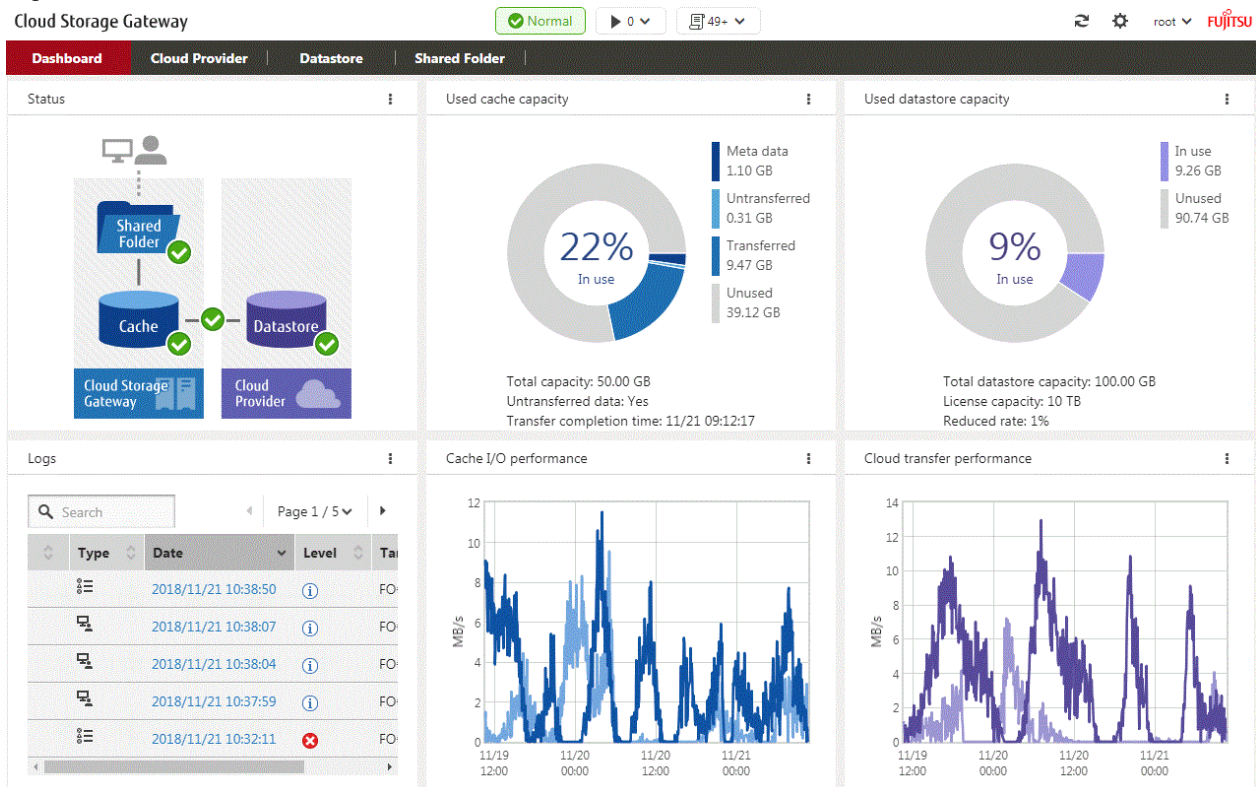 Cloud Storage Gateway
Normal
0
49+
root
FUJITSU
Dashboard
Cloud Provider
Datastore
Shared Folder
Status
Shared
Folder
Cache
Datastore
Cloud Storage
Gateway
Cloud
Provider
Used cache capacity
22%
In use
Meta data
1.10 GB
Untransferred
0.31 GB
Transferred
9.47 GB
Unused
39.12 GB
Total capacity: 50.00 GB
Untransferred data: Yes
Transfer completion time: 11/21 09:12:17
Used datastore capacity
9%
In use
In use
9.26 GB
Unused
90.74 GB
Total datastore capacity: 100.00 GB
License capacity: 10 TB
Reduced rate: 1%
Logs
Search
Page 1 / 5
Type Date Level Ta
2018/11/21 10:38:50 FO
2018/11/21 10:38:07 FO
2018/11/21 10:38:04 FO
2018/11/21 10:37:59 FO
2018/11/21 10:32:11 FO
Cache I/O performance
MB/s
12
10
8
6
4
2
0
11/19 11/20 11/20 11/21
12:00 00:00 12:00 00:00
Cloud transfer performance
MB/s
14
12
10
8
6
4
2
0
11/19 11/20 11/20 11/21
12:00 00:00 12:00 00:00